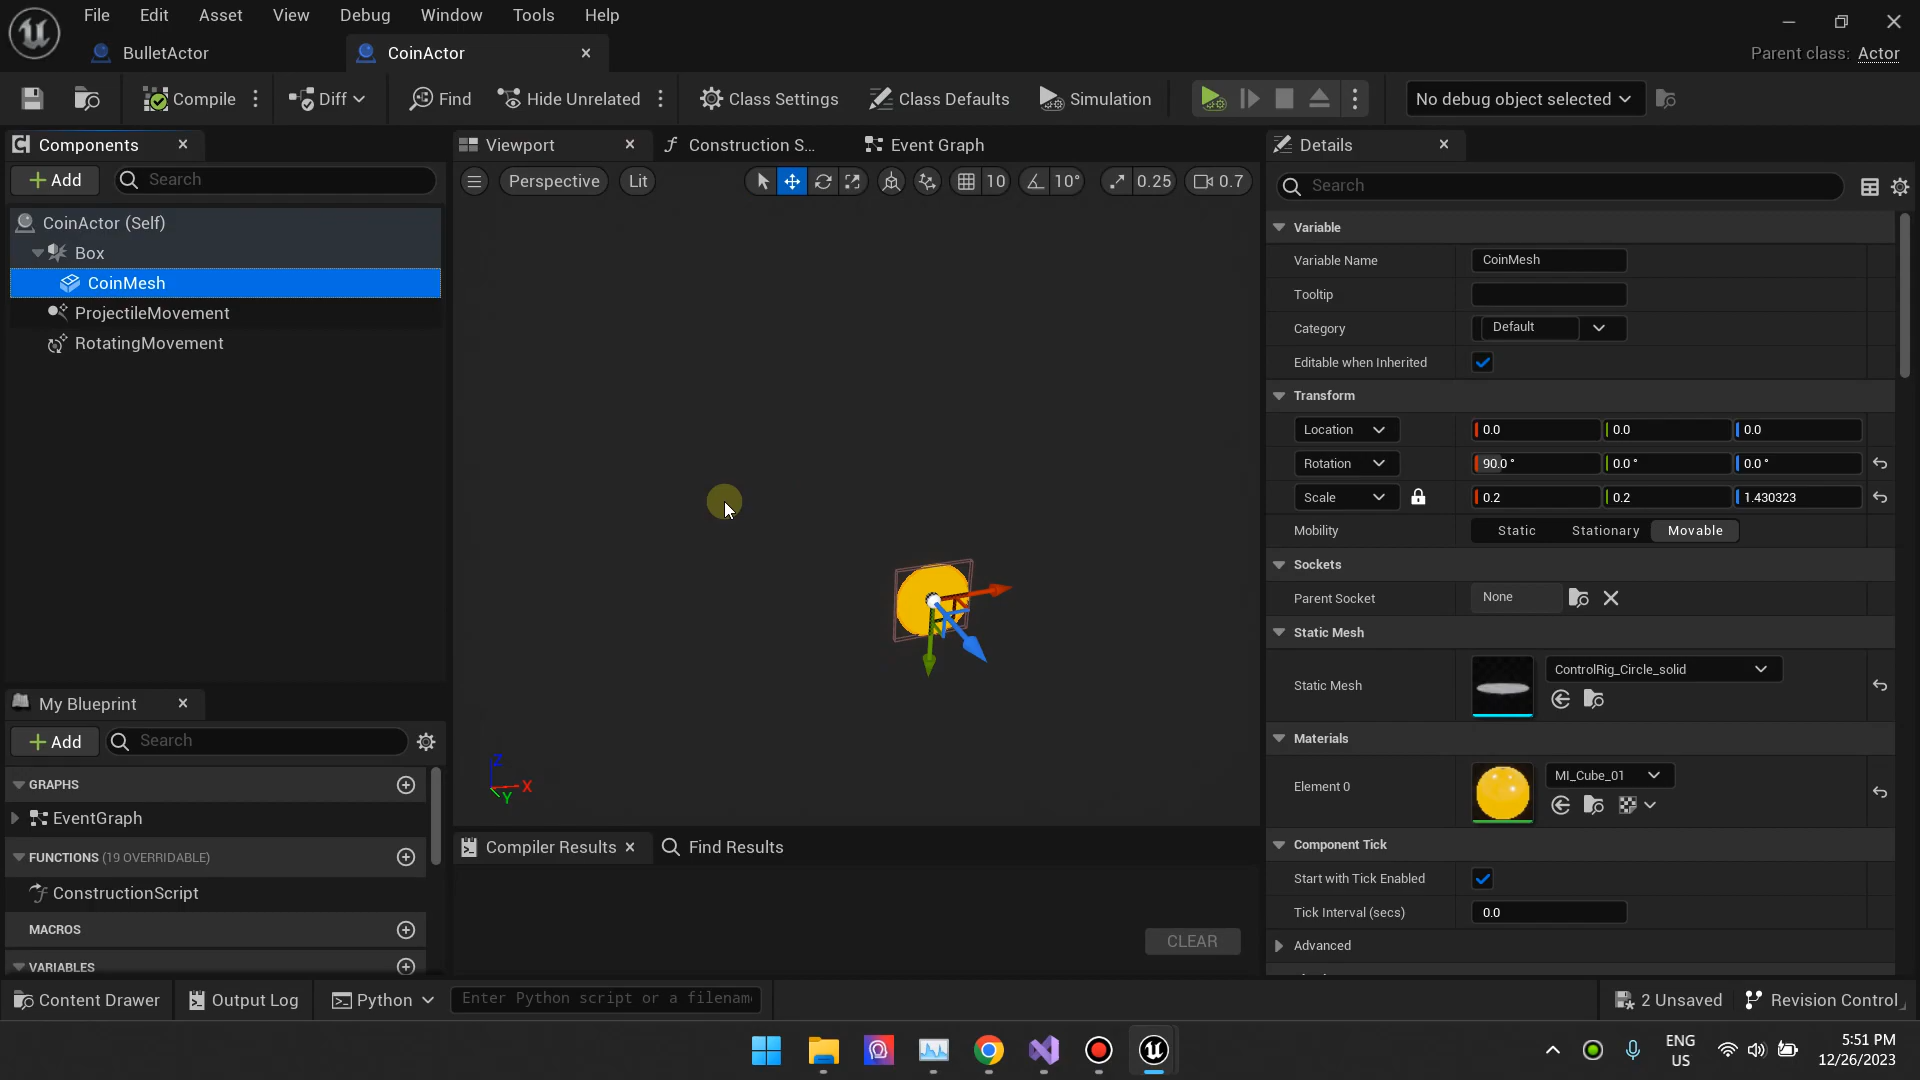 File Edit Asset View Debug Window Tools Help
BulletActor CoinActor
Parent class: Actor
Compile Diff Find Hide Unrelated Class Settings Class Defaults Simulation No debug object selected
Components
Add Search
CoinActor (Self)
Box
CoinMesh
ProjectileMovement
RotatingMovement
My Blueprint
Add Search
GRAPHS
EventGraph
FUNCTIONS (19 OVERRIDABLE)
ConstructionScript
MACROS
VARIABLES
Viewport Construction S... Event Graph
Perspective Lit 10 10° 0.25 0.7
Z
X
Y
Compiler Results Find Results
CLEAR
Details
Search
Variable
Variable Name CoinMesh
Tooltip
Category Default
Editable when Inherited
Transform
Location 0.0 0.0 0.0
Rotation 90.0 ° 0.0 ° 0.0 °
Scale 0.2 0.2 1.430323
Mobility Static Stationary Movable
Sockets
Parent Socket None
Static Mesh
Static Mesh ControlRig_Circle_solid
Materials
Element 0 MI_Cube_01
Component Tick
Start with Tick Enabled
Tick Interval (secs) 0.0
Advanced
Content Drawer Output Log Python Enter Python script or a filename 2 Unsaved Revision Control
ENG
US
5:51 PM
12/26/2023